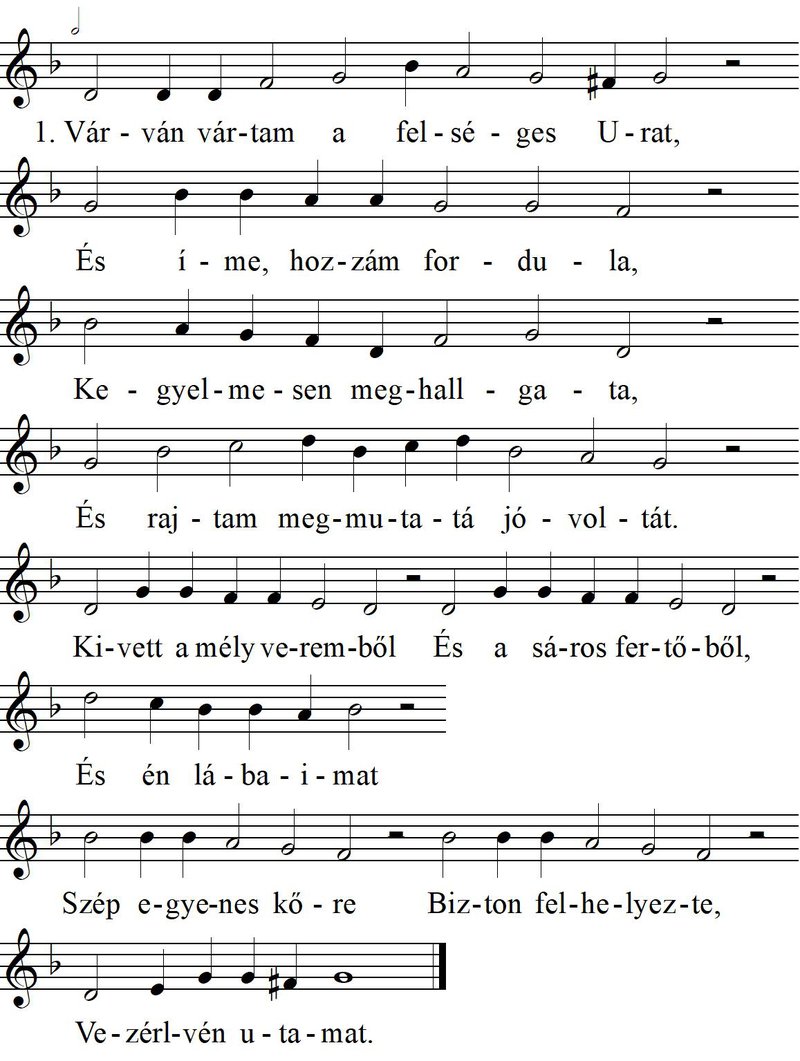 1. Vár-ván vár-tam a fel-sé-ges U-rat,
És í-me, hoz-zám for-du-la,
Ke-gyel-me-sen meg-hall-ga-ta,
És raj-tam meg-mu-ta-tá jó-vol-tát.
Ki-vett a mély ve-rem-ből És a sá-ros fer-tő-ből,
És én lá-ba-i-mat
Szép e-gye-nes kő-re Biz-ton fel-he-lyez-te,
Ve-zérl-vén u-ta-mat.